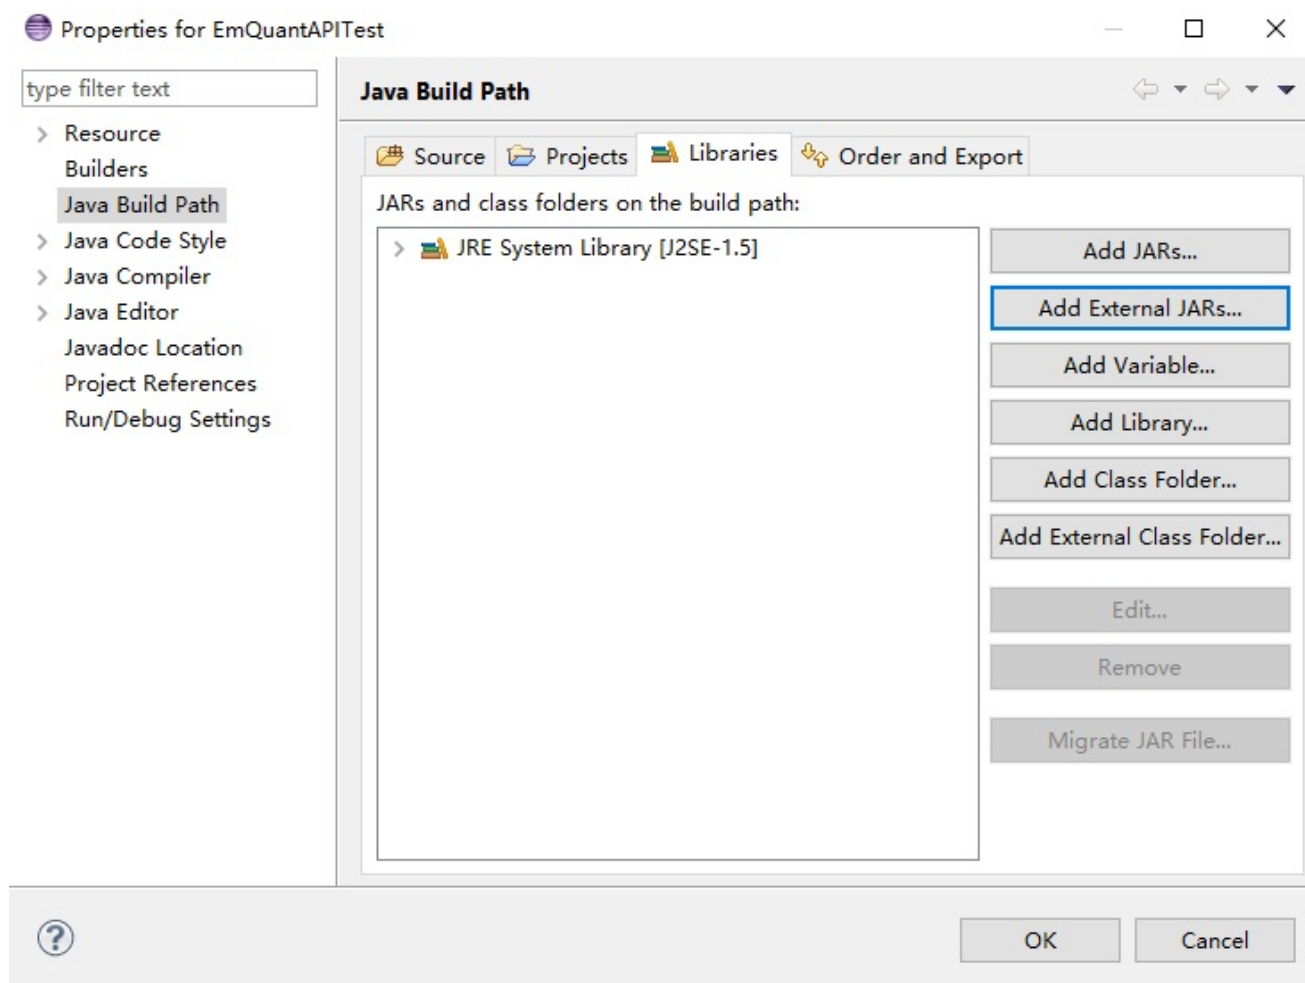 Properties for EmQuantAPITest
type filter text
Resource
Builders
Java Build Path
Java Code Style
Java Compiler
Java Editor
Javadoc Location
Project References
Run/Debug Settings
Java Build Path
Source Projects Libraries Order and Export
JARs and class folders on the build path:
JRE System Library [J2SE-1.5]
Add JARs...
Add External JARs...
Add Variable...
Add Library...
Add Class Folder...
Add External Class Folder...
Edit...
Remove
Migrate JAR File...
?
OK Cancel